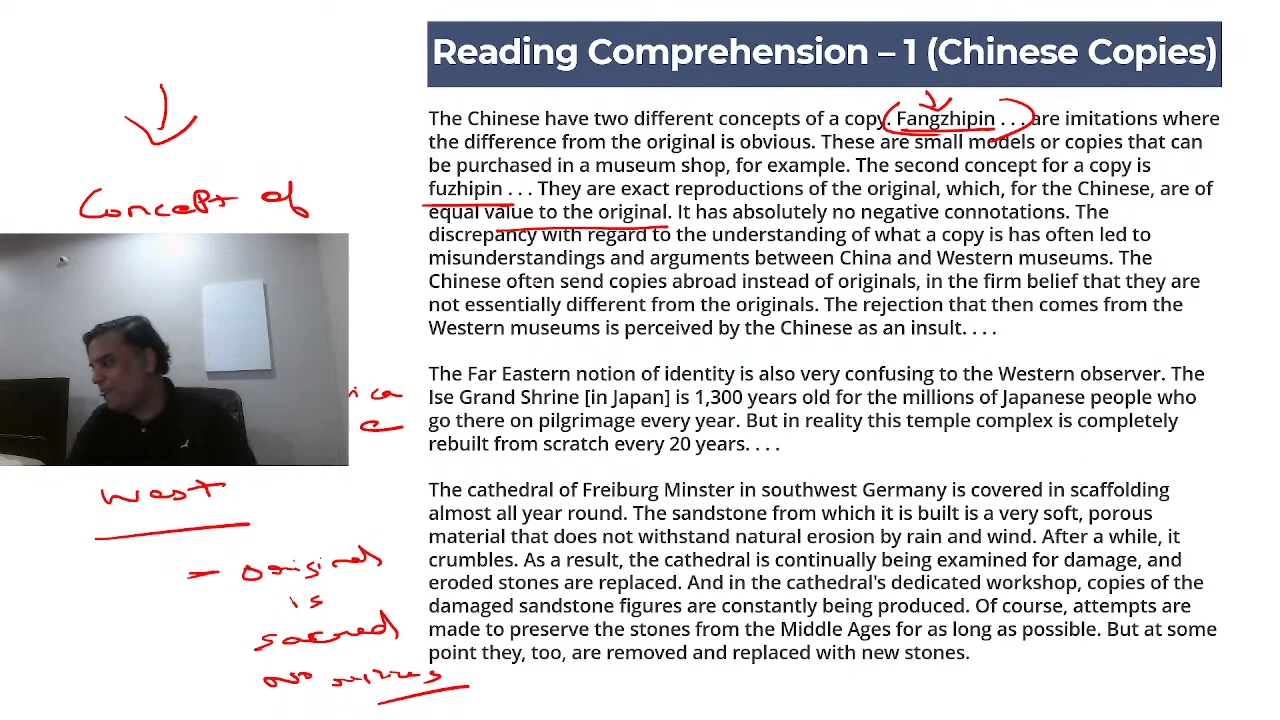 Reading Comprehension – 1 (Chinese Copies)
The Chinese have two different concepts of a copy. Fangzhipin . . . are imitations where
the difference from the original is obvious. These are small models or copies that can
be purchased in a museum shop, for example. The second concept for a copy is
fuzhipin . . . They are exact reproductions of the original, which, for the Chinese, are of
equal value to the original. It has absolutely no negative connotations. The
discrepancy with regard to the understanding of what a copy is has often led to
misunderstandings and arguments between China and Western museums. The
Chinese often send copies abroad instead of originals, in the firm belief that they are
not essentially different from the originals. The rejection that then comes from the
Western museums is perceived by the Chinese as an insult. . . .
The Far Eastern notion of identity is also very confusing to the Western observer. The
Ise Grand Shrine [in Japan] is 1,300 years old for the millions of Japanese people who
go there on pilgrimage every year. But in reality this temple complex is completely
rebuilt from scratch every 20 years. . . .
The cathedral of Freiburg Minster in southwest Germany is covered in scaffolding
almost all year round. The sandstone from which it is built is a very soft, porous
material that does not withstand natural erosion by rain and wind. After a while, it
crumbles. As a result, the cathedral is continually being examined for damage, and
eroded stones are replaced. And in the cathedral's dedicated workshop, copies of the
damaged sandstone figures are constantly being produced. Of course, attempts are
made to preserve the stones from the Middle Ages for as long as possible. But at some
point they, too, are removed and replaced with new stones.
Concept of
West
– original
is
sacred